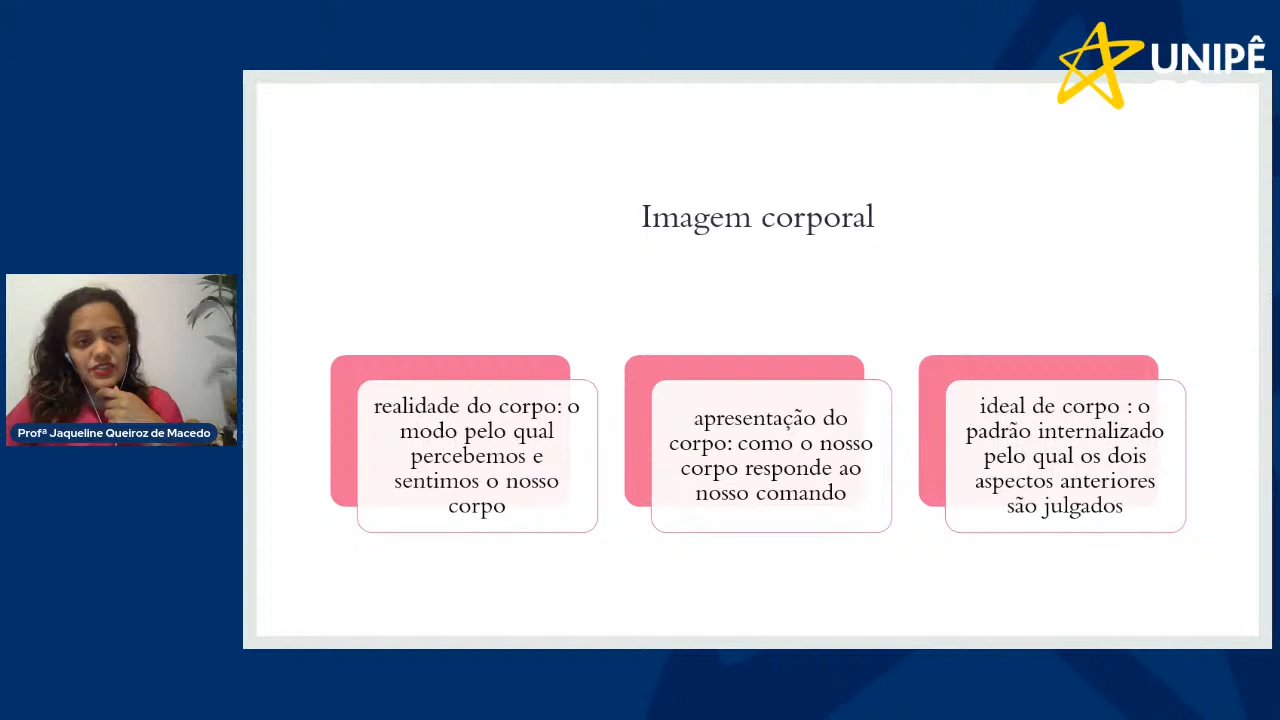 UNIPÊ
Imagem corporal
realidade do corpo: o
modo pelo qual
percebemos e
sentimos o nosso
corpo
apresentação do
corpo: como o nosso
corpo responde ao
nosso comando
ideal de corpo : o
padrão internalizado
pelo qual os dois
aspectos anteriores
são julgados
Profª Jaqueline Queiroz de Macedo